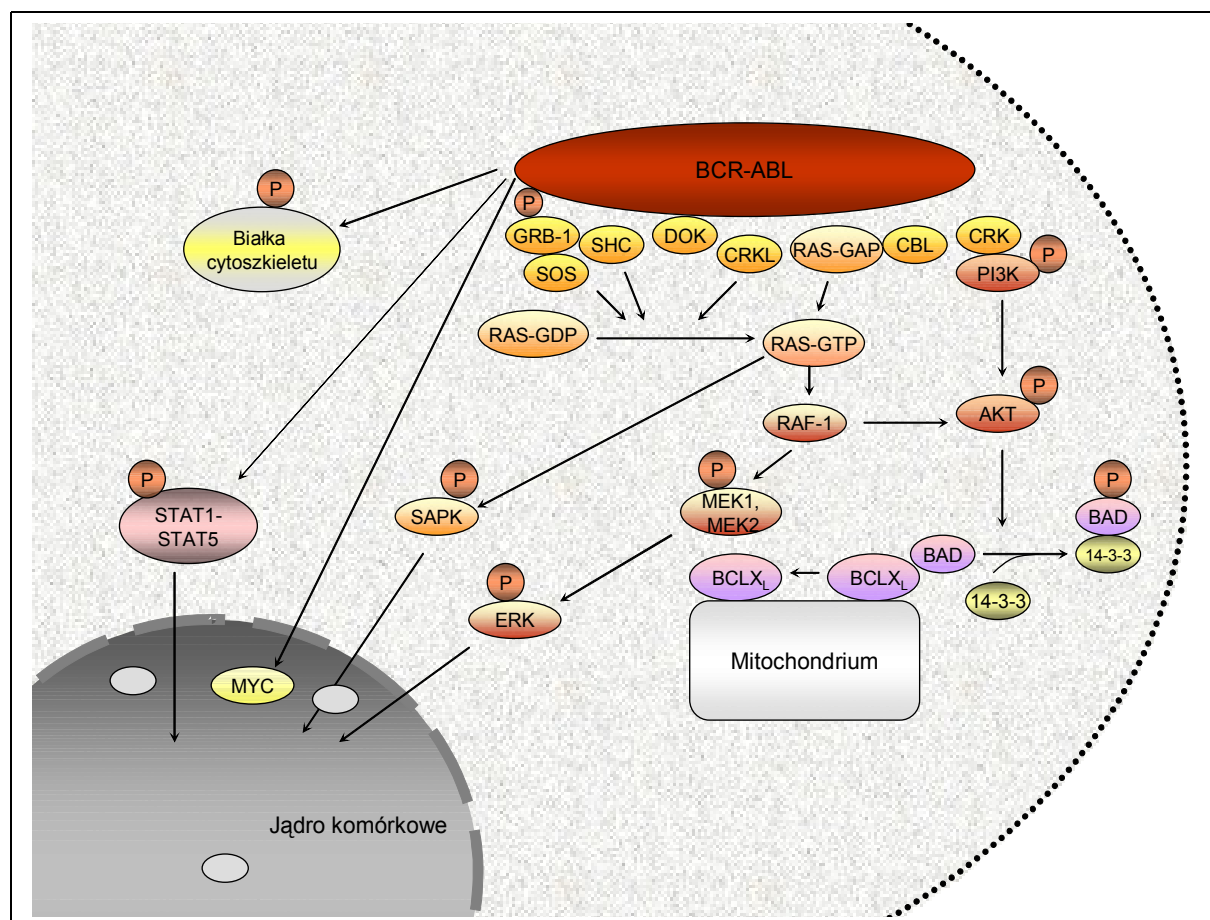 BCR-ABL
P
Białka
cytoszkieletu
P
GRB-1
SHC
SOS
DOK
CRKL
RAS-GAP
CBL
CRK
PI3K
P
RAS-GDP
RAS-GTP
RAF-1
P
AKT
P
STAT1-
STAT5
P
SAPK
P
MEK1,
MEK2
P
BAD
14-3-3
BCLXL
BCLXL
BAD
14-3-3
P
ERK
Mitochondrium
MYC
Jądro komórkowe